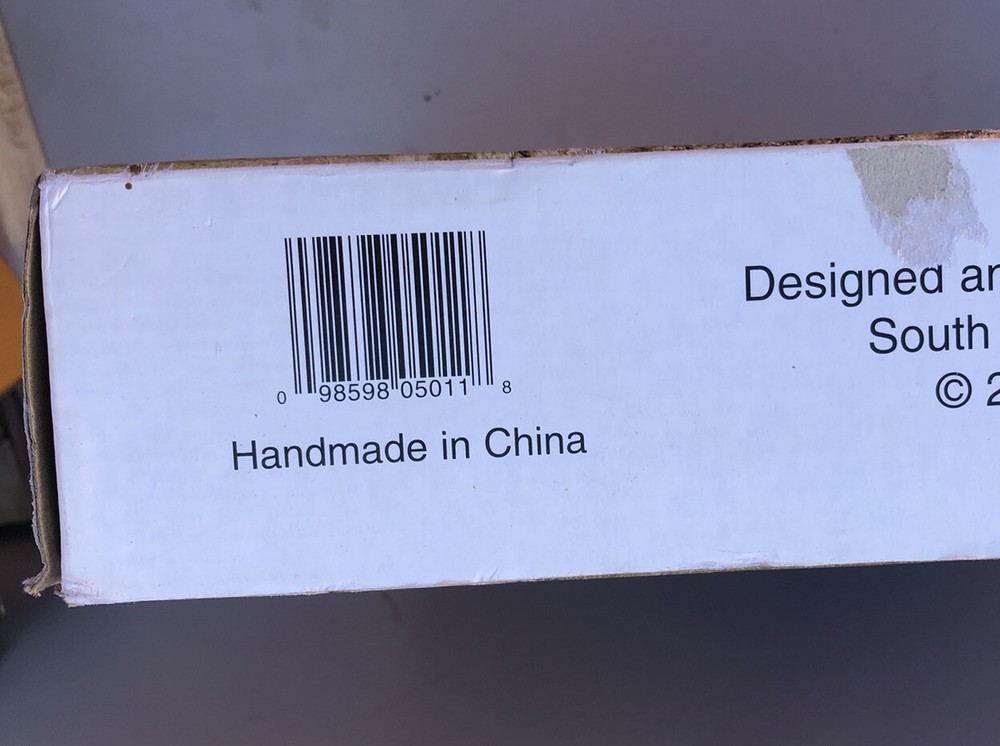 0 98598 05011 8
Handmade in China
Designed
South
©